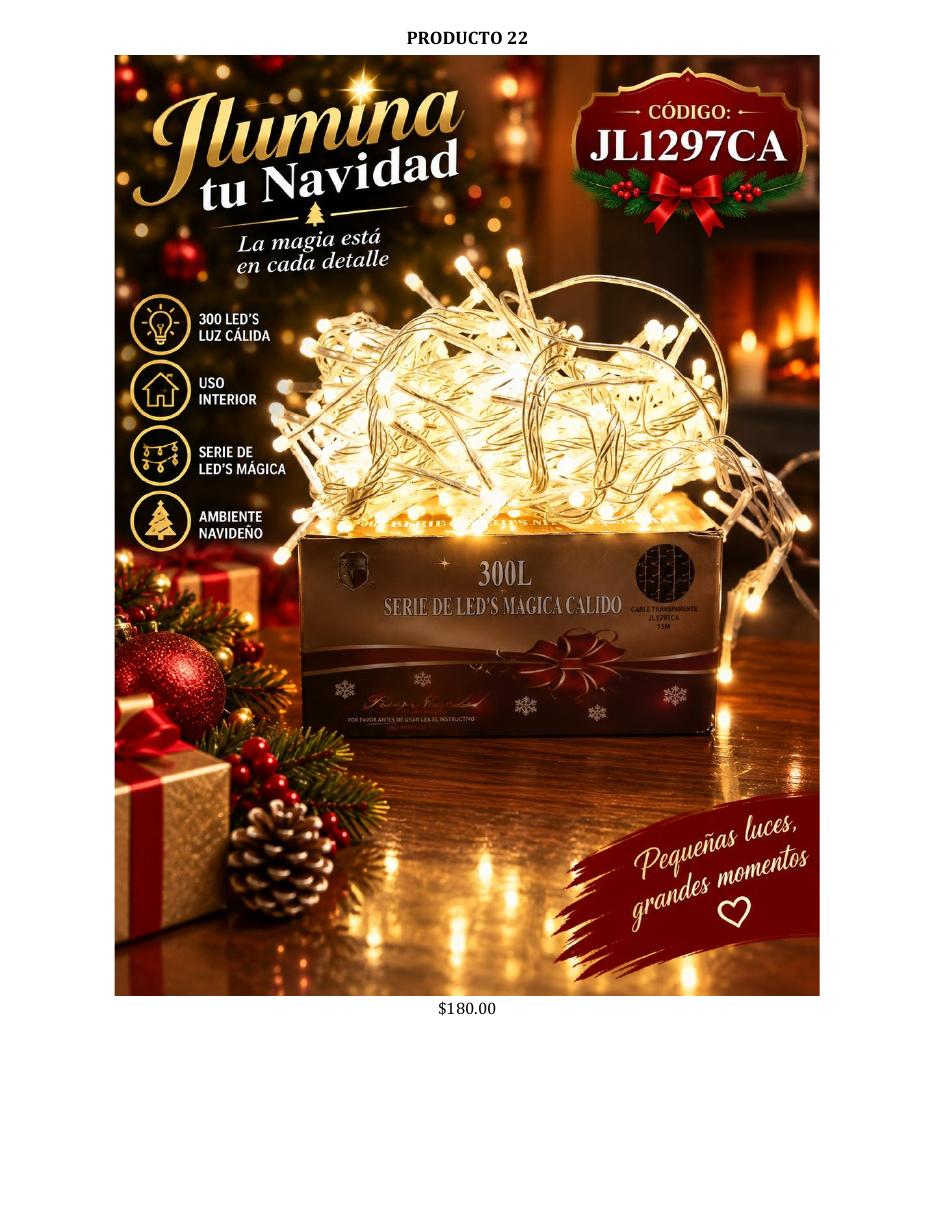 PRODUCTO 22
Ilumina
tu Navidad
La magia está
en cada detalle
CÓDIGO:
JL1297CA
300 LED'S
LUZ CÁLIDA
USO
INTERIOR
SERIE DE
LED'S MÁGICA
AMBIENTE
NAVIDEÑO
300L
SERIE DE LED'S MÁGICA CALIDO
CABLE TRANSPARENTE
JL1297CA
15M
POR FAVOR ANTES DE USAR LEA EL INSTRUCTIVO
Pequeñas luces,
grandes momentos
$180.00